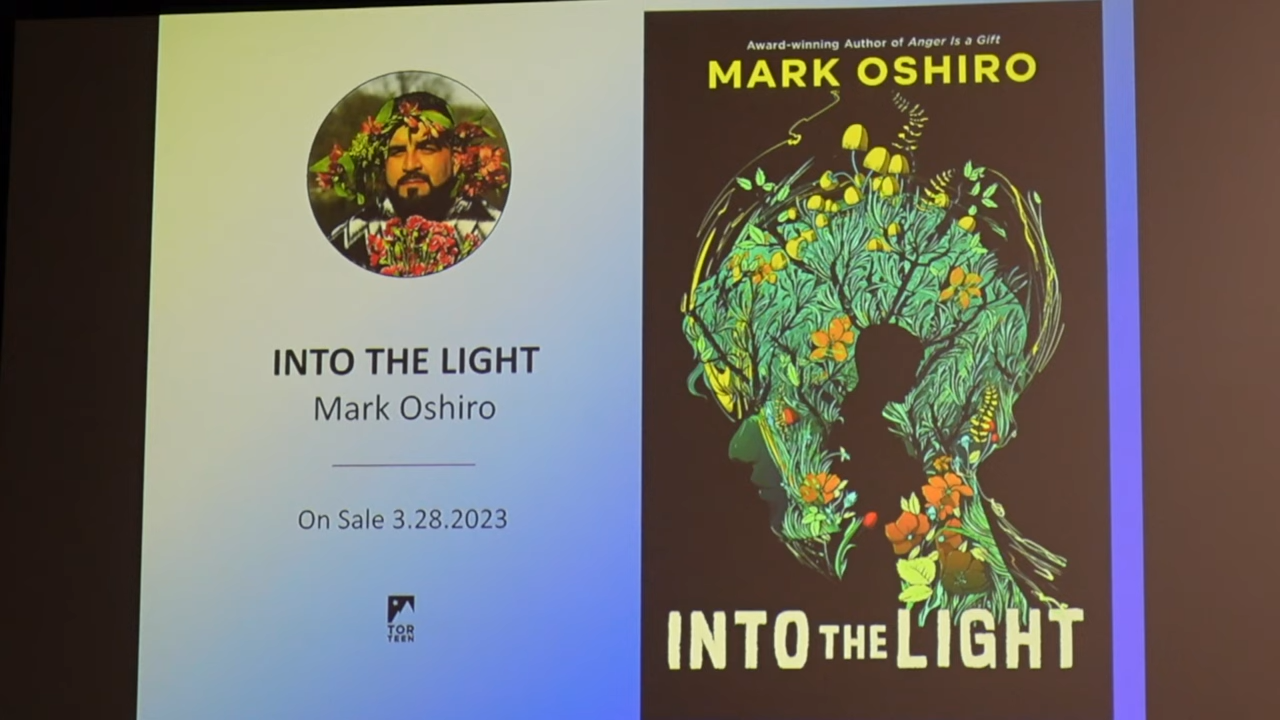 INTO THE LIGHT
Mark Oshiro
On Sale 3.28.2023
TOR
TEEN
Award-winning Author of Anger Is a Gift
MARK OSHIRO
INTO THE LIGHT